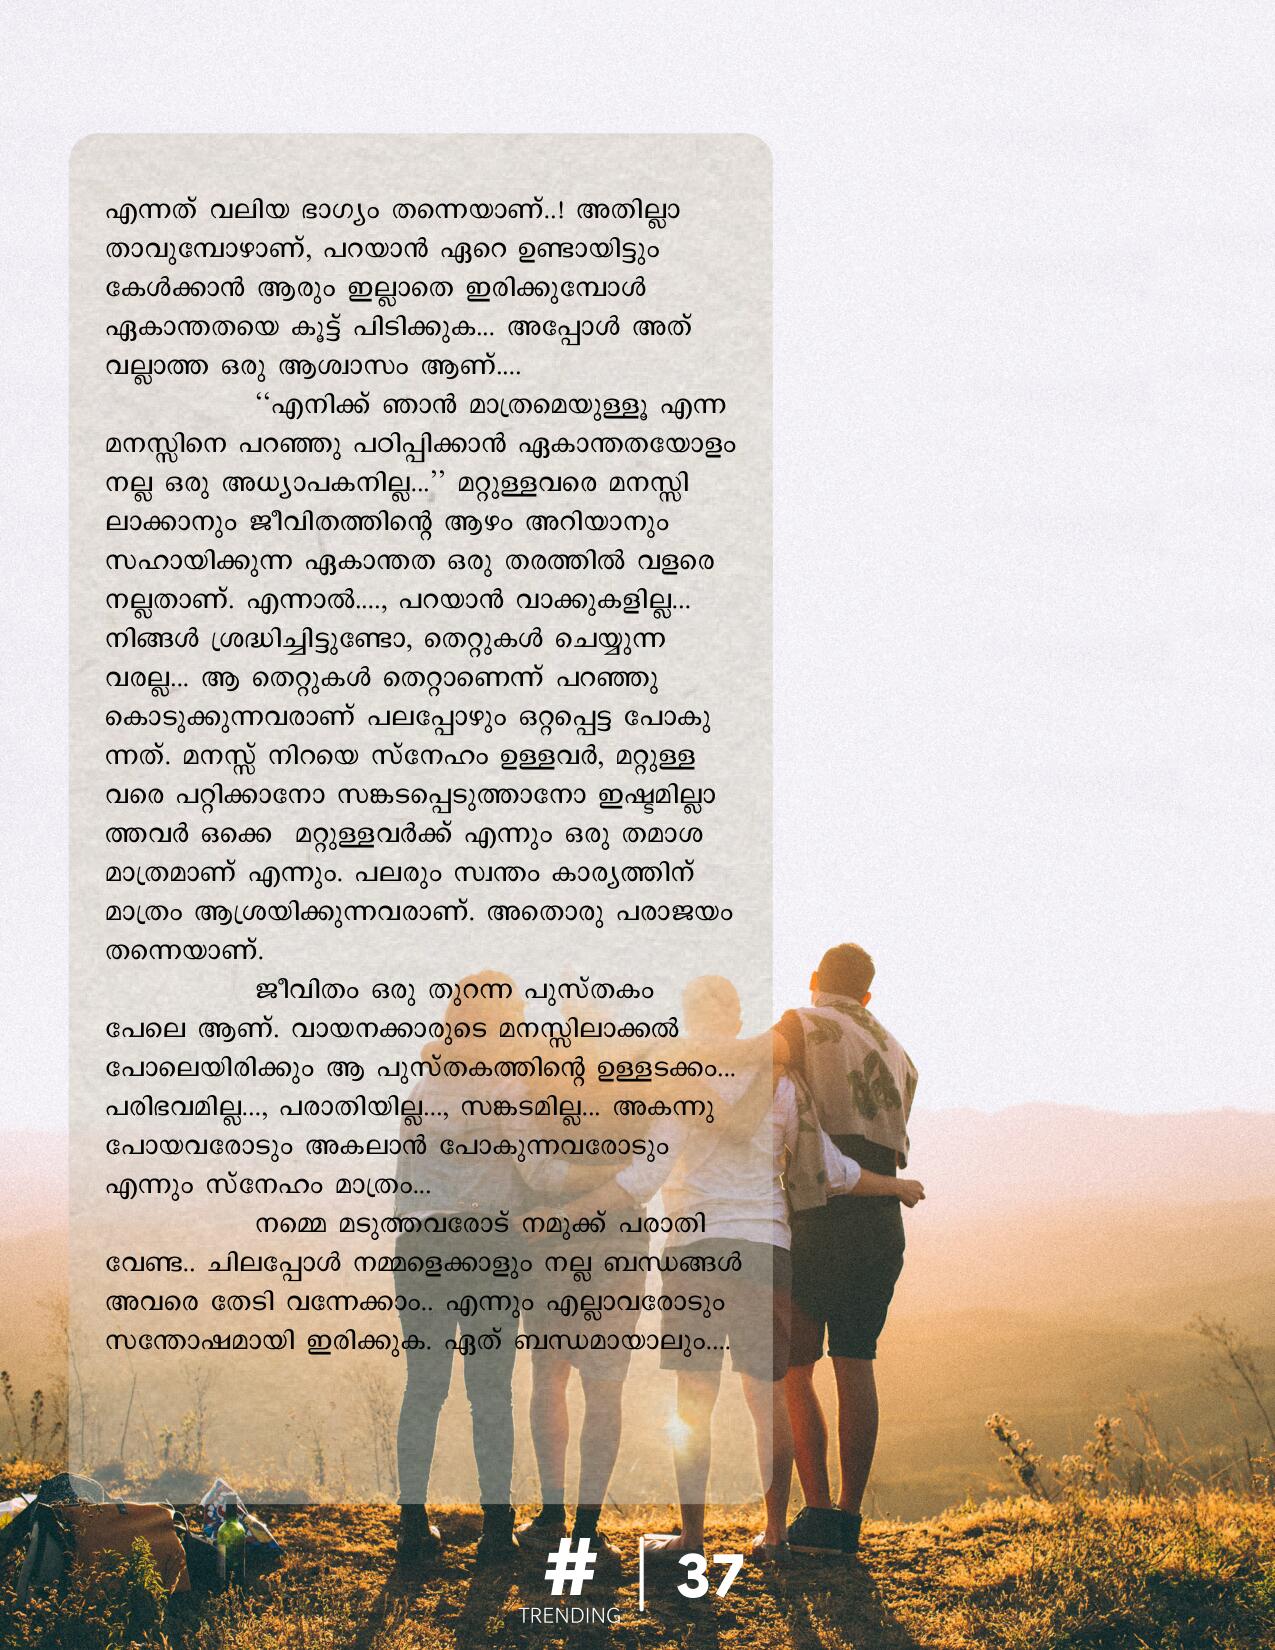 എന്നത് വലിയ ഭാഗ്യം തന്നെയാണ്..! അതില്ലാ
താവുമ്പോഴാണ്, പറയാൻ ഏറെ ഉണ്ടായിട്ടും
കേൾക്കാൻ ആരും ഇല്ലാതെ ഇരിക്കുമ്പോൾ
ഏകാന്തതയെ കൂട്ട് പിടിക്കുക... അപ്പോൾ അത്
വല്ലാത്ത ഒരു ആശ്വാസം ആണ്....
‘‘എനിക്ക് ഞാൻ മാത്രമെയുള്ളൂ എന്ന
മനസ്സിനെ പറഞ്ഞു പഠിപ്പിക്കാൻ ഏകാന്തതയോളം
നല്ല ഒരു അധ്യാപകനില്ല...’’ മറ്റുള്ളവരെ മനസ്സി
ലാക്കാനും ജീവിതത്തിന്റെ ആഴം അറിയാനും
സഹായിക്കുന്ന ഏകാന്തത ഒരു തരത്തിൽ വളരെ
നല്ലതാണ്. എന്നാൽ...., പറയാൻ വാക്കുകളില്ല...
നിങ്ങൾ ശ്രദ്ധിച്ചിട്ടുണ്ടോ, തെറ്റുകൾ ചെയ്യുന്ന
വരല്ല... ആ തെറ്റുകൾ തെറ്റാണെന്ന് പറഞ്ഞു
കൊടുക്കുന്നവരാണ് പലപ്പോഴും ഒറ്റപ്പെട്ട പോകു
ന്നത്. മനസ്സ് നിറയെ സ്നേഹം ഉള്ളവർ, മറ്റുള്ള
വരെ പറ്റിക്കാനോ സങ്കടപ്പെടുത്താനോ ഇഷ്ടമില്ലാ
ത്തവർ ഒക്കെ മറ്റുള്ളവർക്ക് എന്നും ഒരു തമാശ
മാത്രമാണ് എന്നും. പലരും സ്വന്തം കാര്യത്തിന്
മാത്രം ആശ്രയിക്കുന്നവരാണ്. അതൊരു പരാജയം
തന്നെയാണ്.
ജീവിതം ഒരു തുറന്ന പുസ്തകം
പേലെ ആണ്. വായനക്കാരുടെ മനസ്സിലാക്കൽ
പോലെയിരിക്കും ആ പുസ്തകത്തിന്റെ ഉള്ളടക്കം...
പരിഭവമില്ല..., പരാതിയില്ല..., സങ്കടമില്ല... അകന്നു
പോയവരോടും അകലാൻ പോകുന്നവരോടും
എന്നും സ്നേഹം മാത്രം...
നമ്മെ മടുത്തവരോട് നമുക്ക് പരാതി
വേണ്ട.. ചിലപ്പോൾ നമ്മളെക്കാളും നല്ല ബന്ധങ്ങൾ
അവരെ തേടി വന്നേക്കാം.. എന്നും എല്ലാവരോടും
സന്തോഷമായി ഇരിക്കുക. ഏത് ബന്ധമായാലും....
# | 37
TRENDING